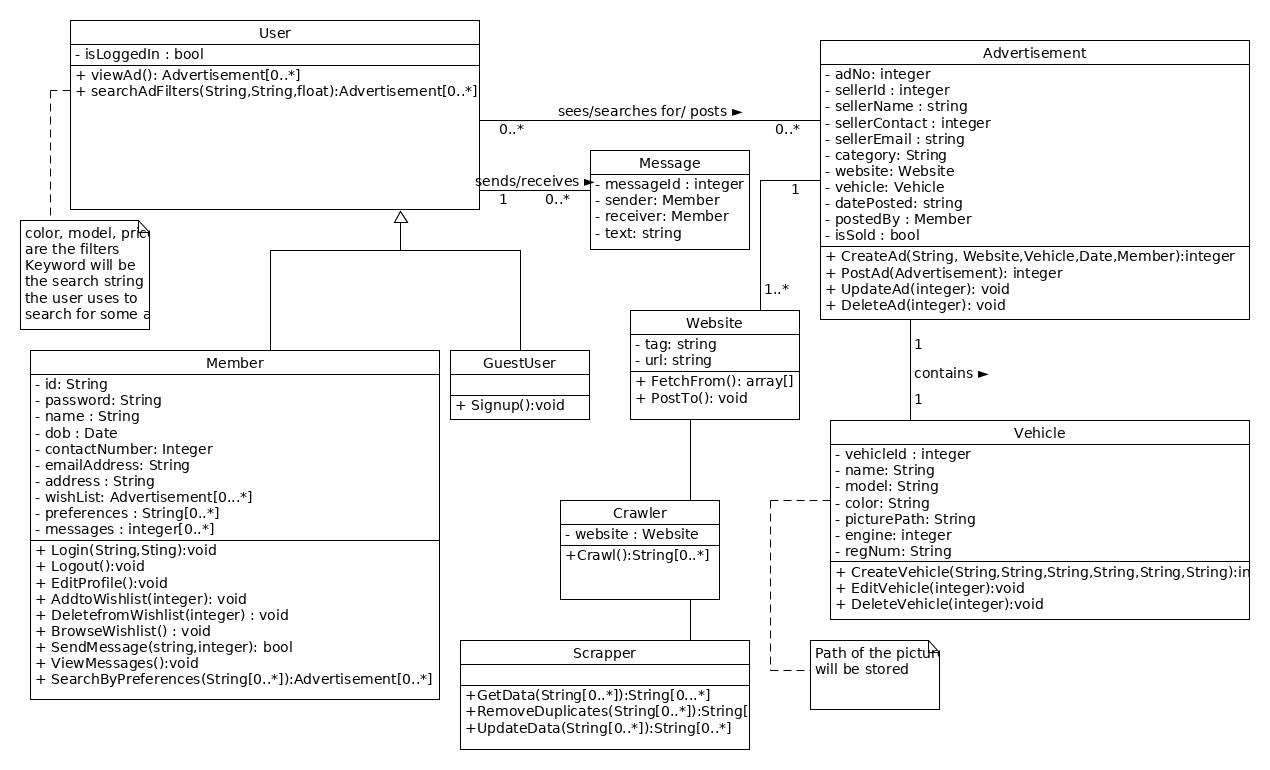 User
- isLoggedIn : bool
+ viewAd(): Advertisement[0..*]
+ searchAdFilters(String,String,float):Advertisement[0..*]
sees/searches for/ posts ►
0..*
0..*
Advertisement
- adNo: integer
- sellerId : integer
- sellerName : string
- sellerContact : integer
- sellerEmail : string
- category: String
- website: Website
- vehicle: Vehicle
- datePosted: string
- postedBy : Member
- isSold : bool
+ CreateAd(String, Website,Vehicle,Date,Member):integer
+ PostAd(Advertisement): integer
+ UpdateAd(integer): void
+ DeleteAd(integer): void
sends/receives ►
1
0..*
Message
- messageId : integer
- sender: Member
- receiver: Member
- text: string
1
1..*
color, model, price
are the filters
Keyword will be
the search string
the user uses to
search for some a
Member
- id: String
- password: String
- name : String
- dob : Date
- contactNumber: Integer
- emailAddress: String
- address : String
- wishList: Advertisement[0...*]
- preferences : String[0..*]
- messages : integer[0..*]
+ Login(String,Sting):void
+ Logout():void
+ EditProfile():void
+ AddtoWishlist(integer): void
+ DeletefromWishlist(integer) : void
+ BrowseWishlist() : void
+ SendMessage(string,integer): bool
+ ViewMessages():void
+ SearchByPreferences(String[0..*]):Advertisement[0..*]
GuestUser
+ Signup():void
Website
- tag: string
- url: string
+ FetchFrom(): array[]
+ PostTo(): void
1
contains ►
1
Vehicle
- vehicleId : integer
- name: String
- model: String
- color: String
- picturePath: String
- engine: integer
- regNum: String
+ CreateVehicle(String,String,String,String,String,String):in
+ EditVehicle(integer):void
+ DeleteVehicle(integer):void
Crawler
- website : Website
+Crawl():String[0..*]
Scrapper
+GetData(String[0..*]):String[0...*]
+RemoveDuplicates(String[0..*]):String[
+UpdateData(String[0..*]):String[0..*]
Path of the pictur
will be stored